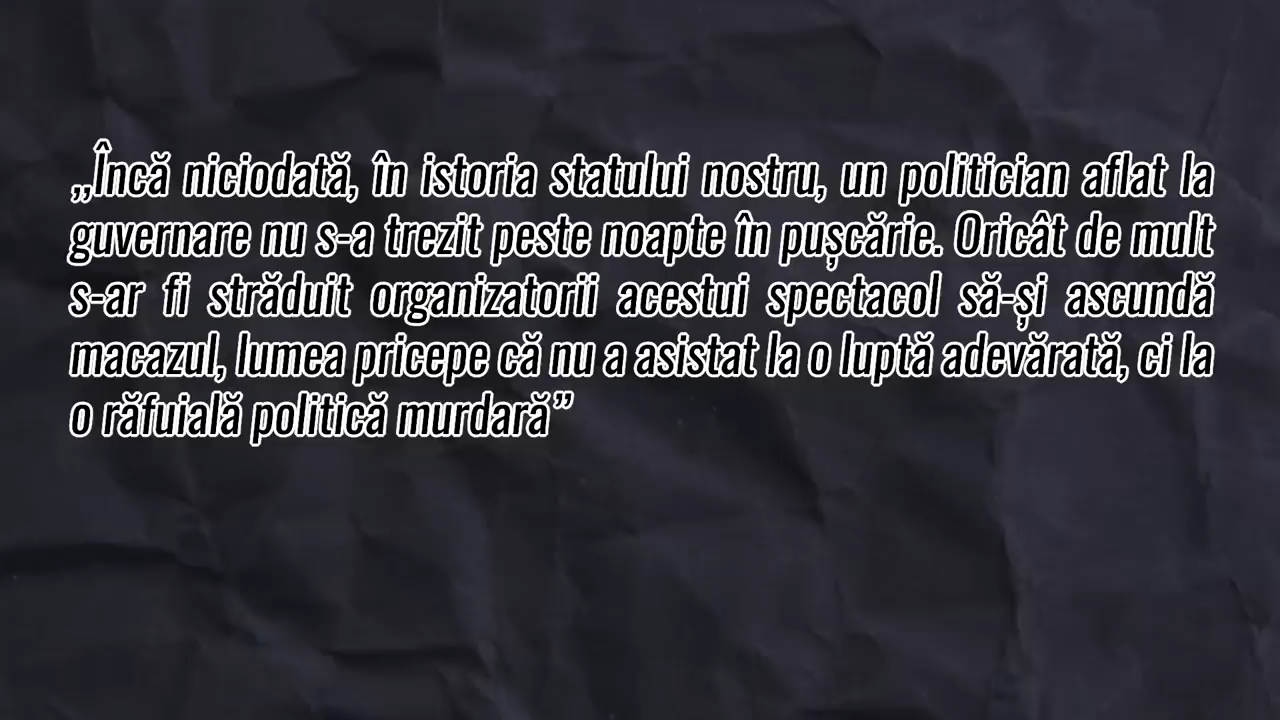 „Încă niciodată, în istoria statului nostru, un politician aflat la
guvernare nu s-a trezit peste noapte în pușcărie. Oricât de mult
s-ar fi străduit organizatorii acestui spectacol să-și ascundă
macazul, lumea pricepe că nu a asistat la o luptă adevărată, ci la
o răfuială politică murdară”